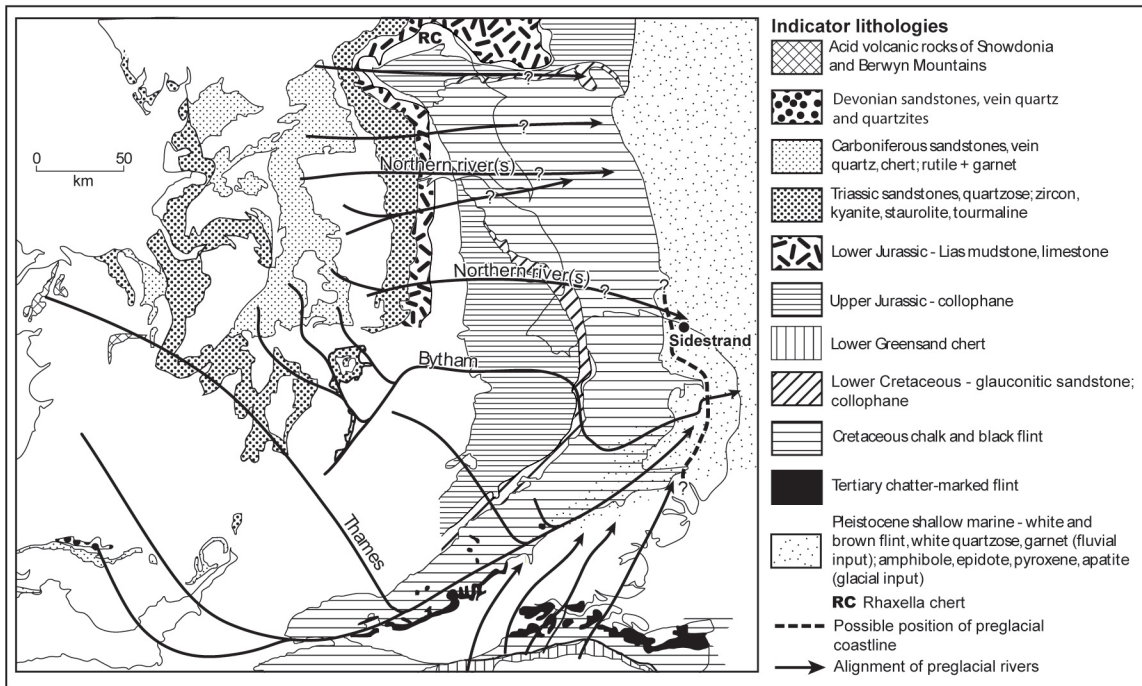 RC
?
?
0 50
km
Northern river(s)
?
?
Northern river(s)
?
?
Sidestrand
Bytham
?
Thames
Indicator lithologies
Acid volcanic rocks of Snowdonia
and Berwyn Mountains
Devonian sandstones, vein quartz
and quartzites
Carboniferous sandstones, vein
quartz, chert; rutile + garnet
Triassic sandstones, quartzose; zircon,
kyanite, staurolite, tourmaline
Lower Jurassic - Lias mudstone, limestone
Upper Jurassic - collophane
Lower Greensand chert
Lower Cretaceous - glauconitic sandstone;
collophane
Cretaceous chalk and black flint
Tertiary chatter-marked flint
Pleistocene shallow marine - white and
brown flint, white quartzose, garnet (fluvial
input); amphibole, epidote, pyroxene, apatite
(glacial input)
RC Rhaxella chert
Possible position of preglacial
coastline
Alignment of preglacial rivers